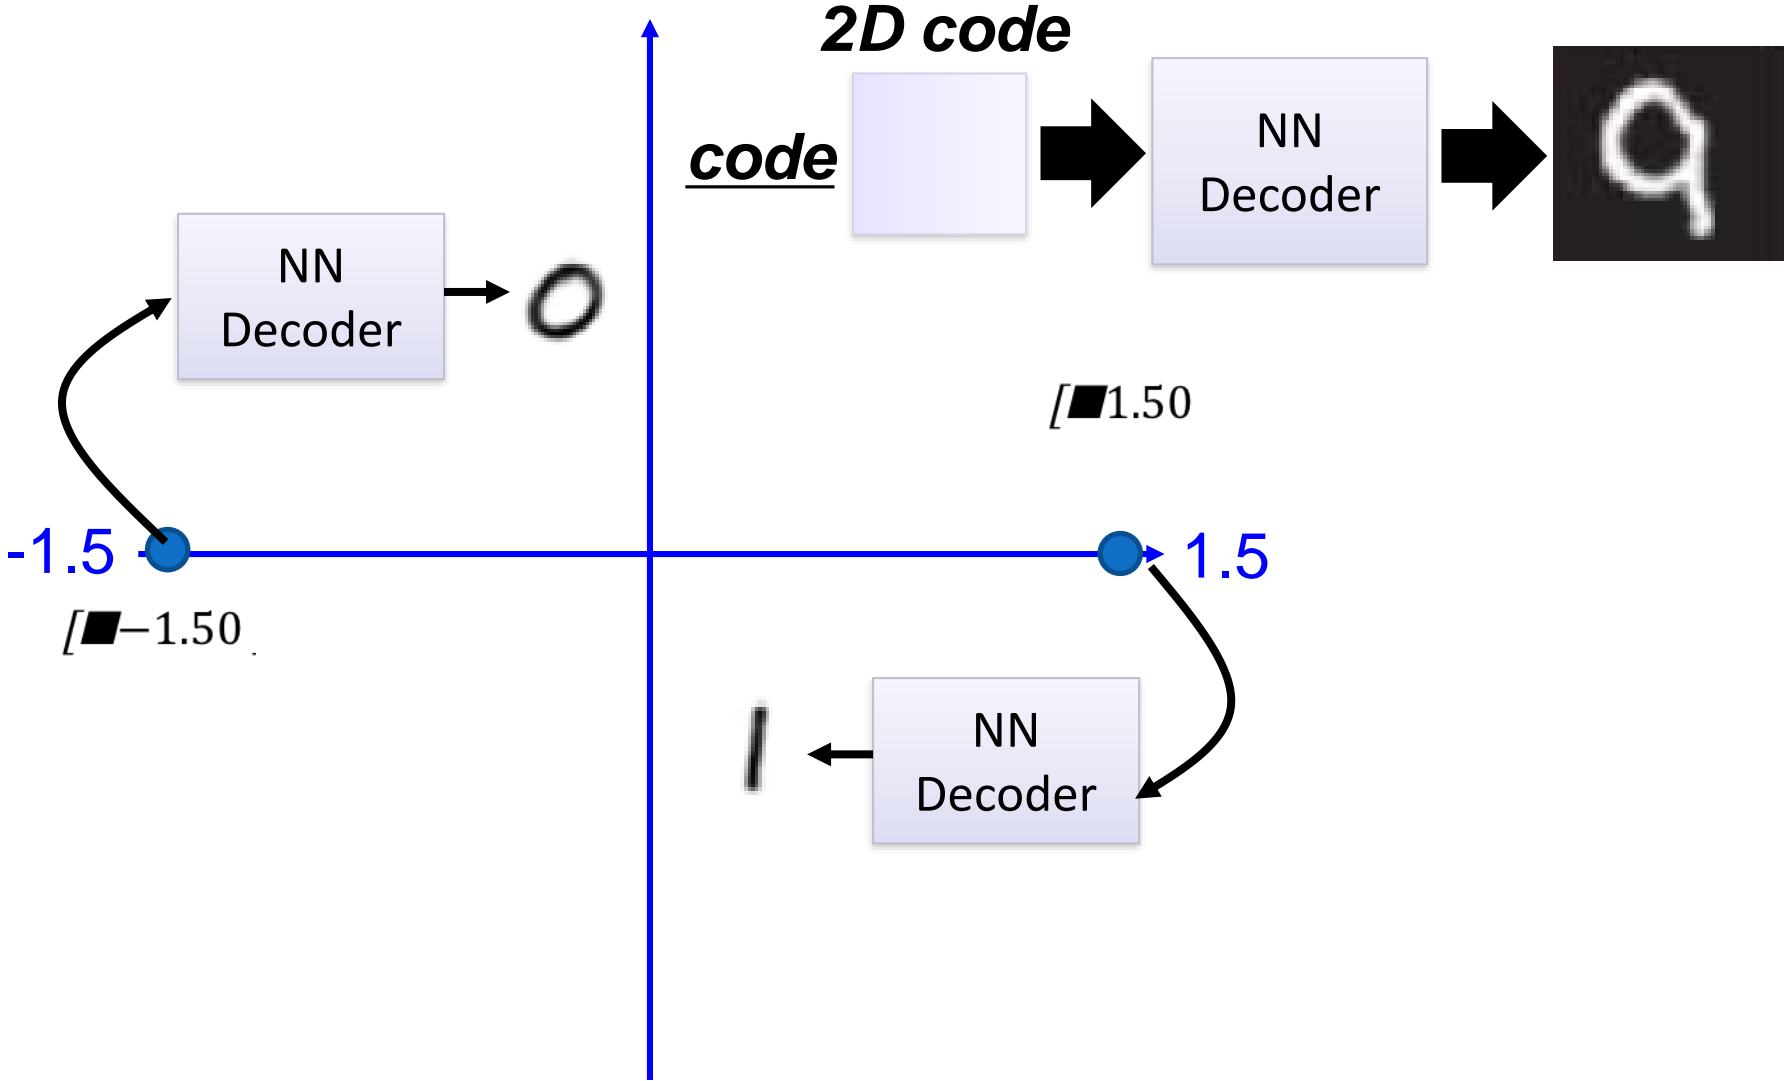 2D code
code
NN
Decoder
NN
Decoder
[■1.50
-1.5
1.5
[■−1.50
NN
Decoder